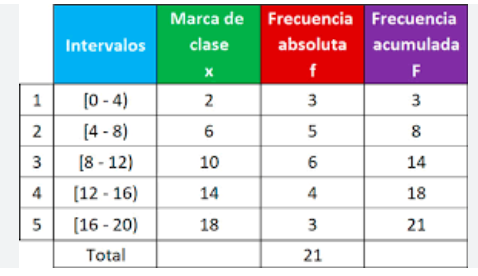 Intervalos Marca de clase x Frecuencia absoluta f Frecuencia acumulada F
1 [0 - 4) 2 3 3
2 [4 - 8) 6 5 8
3 [8 - 12) 10 6 14
4 [12 - 16) 14 4 18
5 [16 - 20) 18 3 21
Total 21